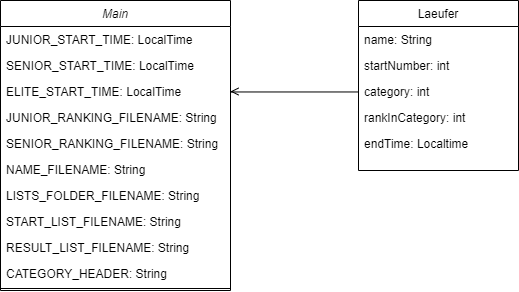 Main
JUNIOR_START_TIME: LocalTime
SENIOR_START_TIME: LocalTime
ELITE_START_TIME: LocalTime
JUNIOR_RANKING_FILENAME: String
SENIOR_RANKING_FILENAME: String
NAME_FILENAME: String
LISTS_FOLDER_FILENAME: String
START_LIST_FILENAME: String
RESULT_LIST_FILENAME: String
CATEGORY_HEADER: String
Laeufer
name: String
startNumber: int
category: int
rankInCategory: int
endTime: Localtime